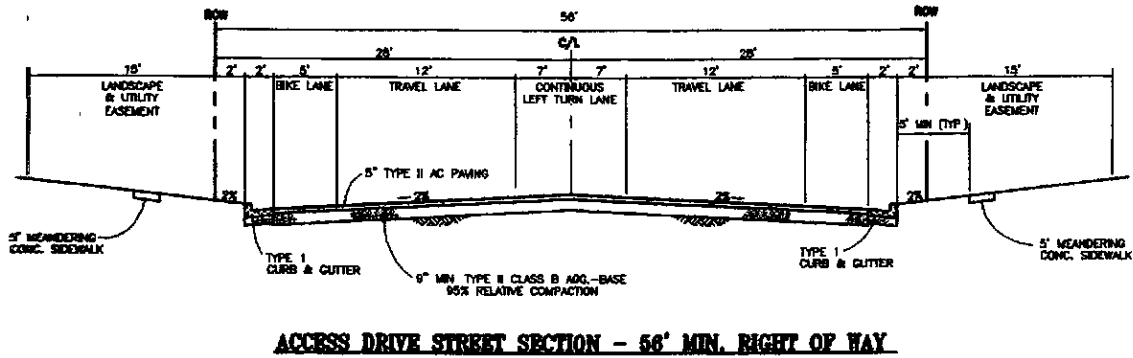 ROW
56'
ROW
C/L
28'
28'
15'
2'
2'
5'
12'
7'
7'
12'
5'
2'
2'
15'
LANDSCAPE
& UTILITY
EASEMENT
BIKE LANE
TRAVEL LANE
CONTINUOUS
LEFT TURN LANE
TRAVEL LANE
BIKE LANE
LANDSCAPE
& UTILITY
EASEMENT
5' MIN (TYP.)
5" TYPE II AC PAVING
2%
2%
2%
2%
5' MEANDERING
CONC. SIDEWALK
TYPE 1
CURB & GUTTER
9" MIN TYPE II CLASS B AGG.-BASE
95% RELATIVE COMPACTION
TYPE 1
CURB & GUTTER
5' MEANDERING
CONC. SIDEWALK
ACCESS DRIVE STREET SECTION - 56' MIN. RIGHT OF WAY